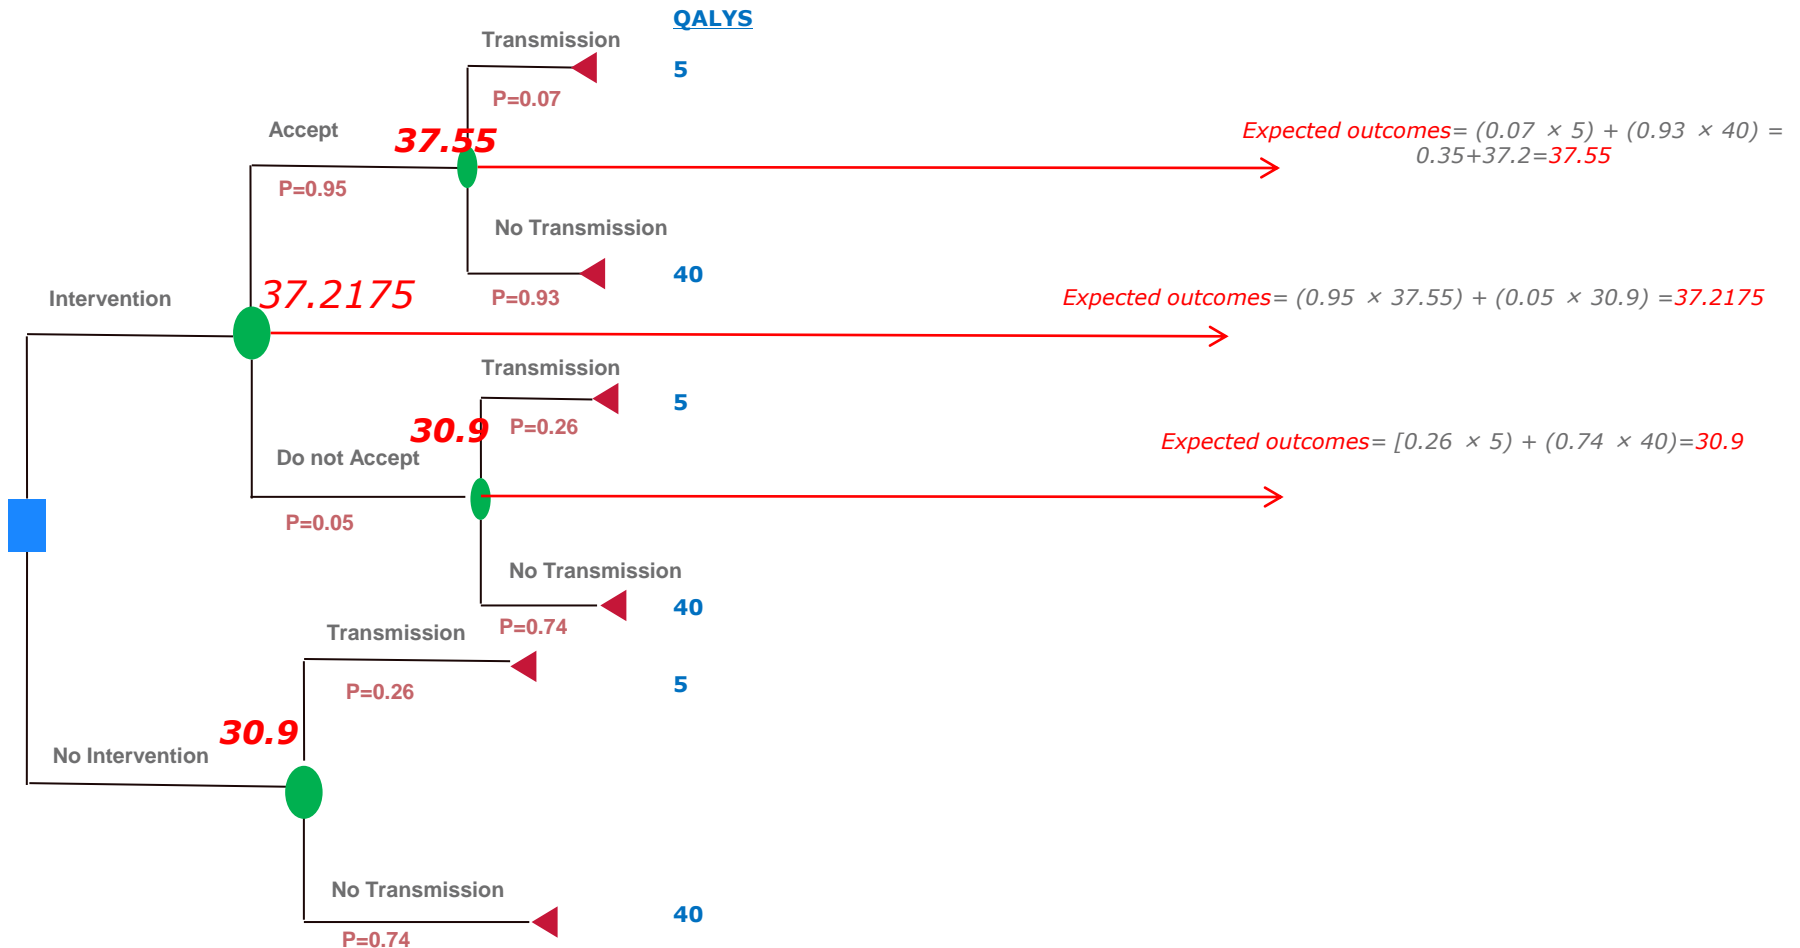 QALYS
Transmission
5
P=0.07
Accept
37.55
Expected outcomes= (0.07 × 5) + (0.93 × 40) =
0.35+37.2=37.55
P=0.95
No Transmission
40
P=0.93
Intervention
37.2175
Expected outcomes= (0.95 × 37.55) + (0.05 × 30.9) =37.2175
Transmission
5
P=0.26
30.9
Expected outcomes= [0.26 × 5) + (0.74 × 40)=30.9
Do not Accept
P=0.05
No Transmission
40
P=0.74
Transmission
5
P=0.26
30.9
No Intervention
No Transmission
40
P=0.74